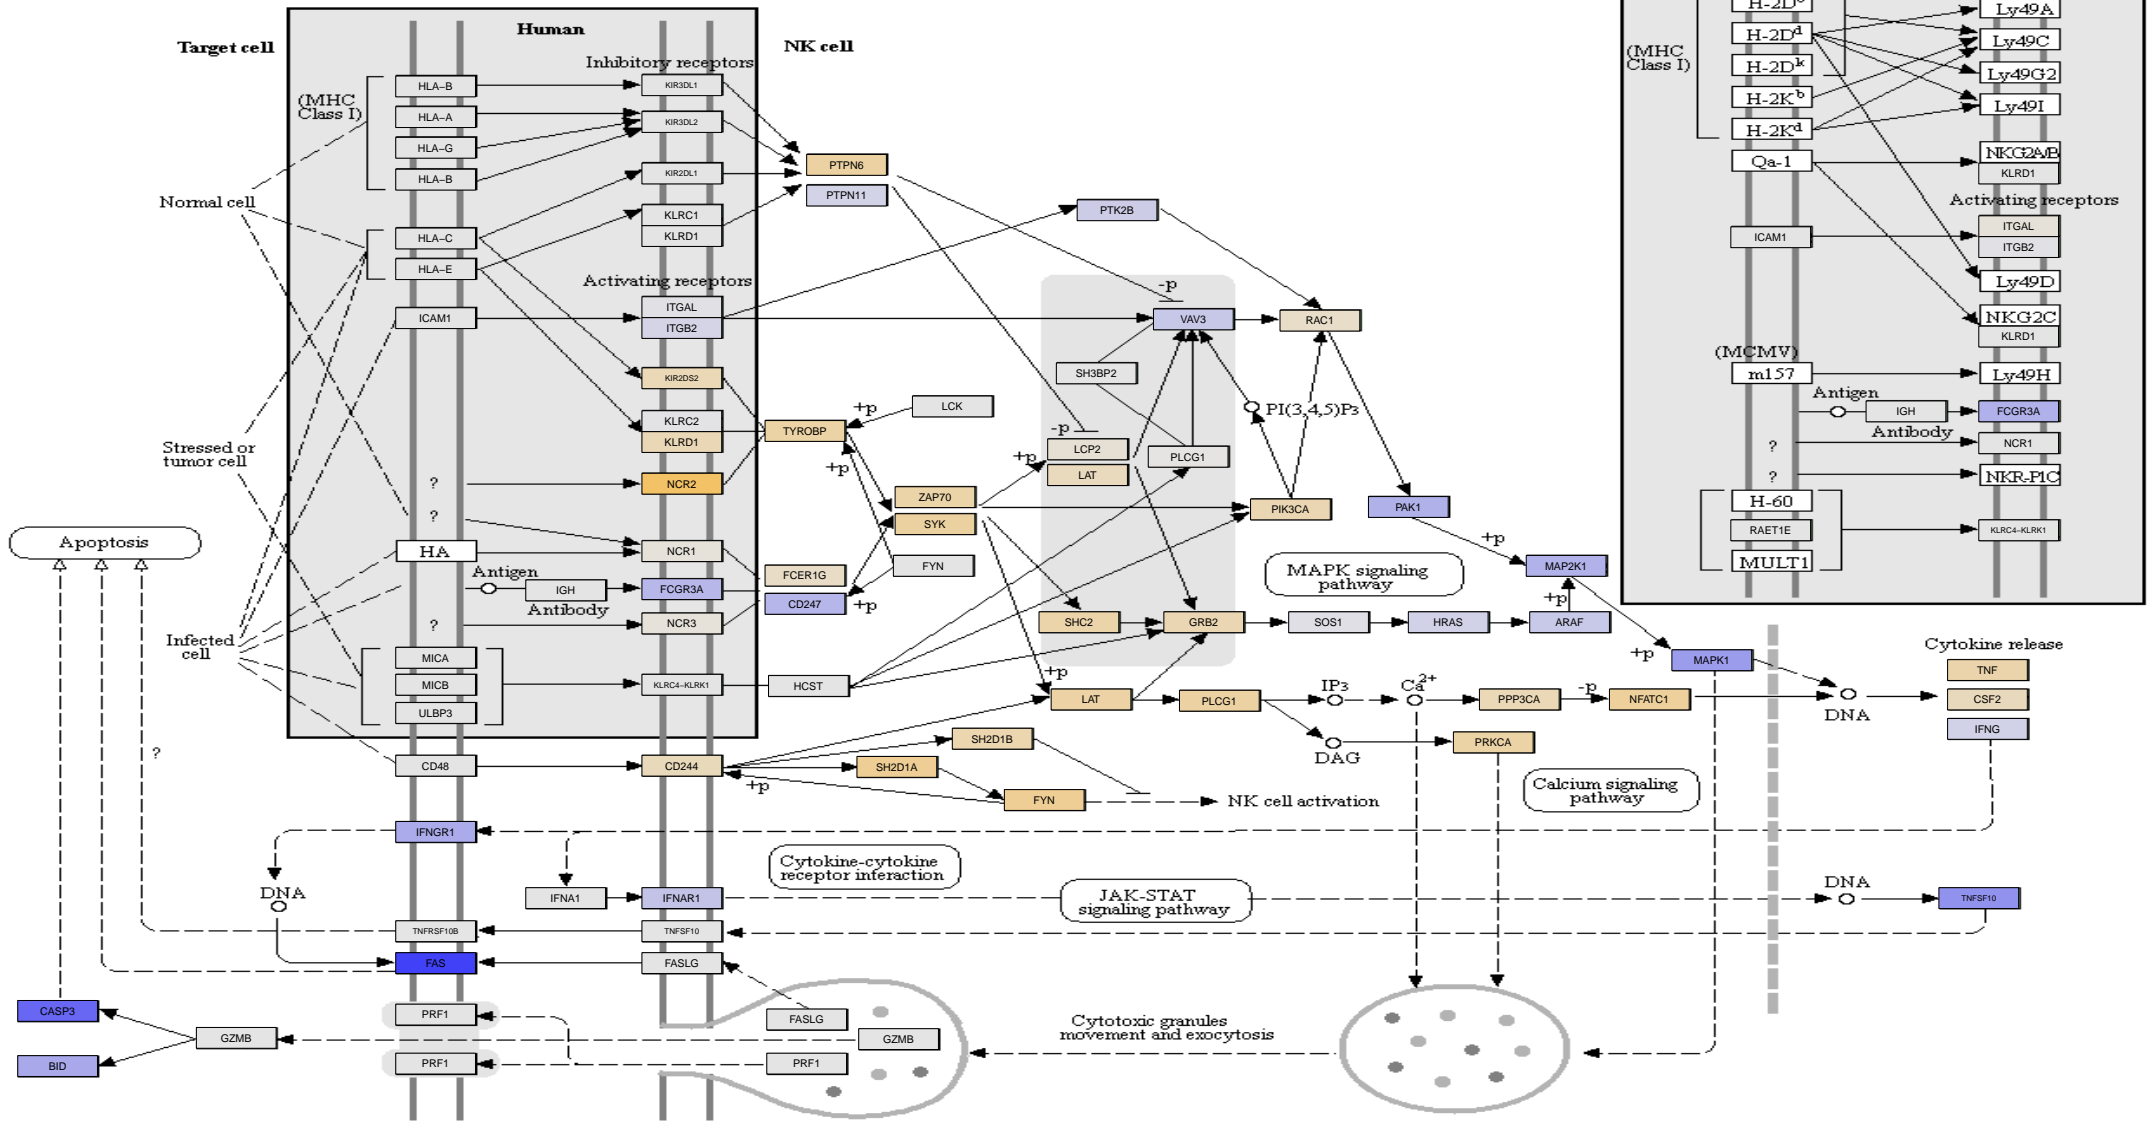 Target cell
Human
NK cell
Inhibitory receptors
(MHC
Class I)
HLA-B
HLA-A
HLA-G
HLA-B
KIR3DL1
KIR3DL2
KIR2DL1
KLRC1
KLRD1
Normal cell
HLA-C
HLA-E
ICAM1
Activating receptors
ITGAL
ITGB2
KIR2DS2
KLRC2
KLRD1
NCR2
Stressed or
tumor cell
?
?
HA
NCR1
Antigen
IGH
Antibody
FCGR3A
?
NCR3
Infected
cell
MICA
MICB
ULBP3
KLRC4-KLRK1
CD48
CD244
PTPN6
PTPN11
PTK2B
-p
VAV3
RAC1
SH3BP2
PI(3,4,5)P3
LCK
+p
TYROBP
+p
-p
LCP2
LAT
PLCG1
+p
ZAP70
SYK
PIK3CA
PAK1
FYN
FCER1G
CD247
+p
+p
MAP2K1
MAPK signaling
pathway
+p
SHC2
GRB2
SOS1
HRAS
ARAF
+p
MAPK1
HCST
+p
LAT
PLCG1
IP3
Ca2+
PPP3CA
-p
NFATC1
DNA
Cytokine release
TNF
CSF2
IFNG
DAG
PRKCA
SH2D1B
SH2D1A
+p
FYN
NK cell activation
Calcium signaling
pathway
Apoptosis
?
IFNGR1
DNA
IFNA1
IFNAR1
Cytokine-cytokine
receptor interaction
JAK-STAT
signaling pathway
DNA
TNFSF10
TNFRSF10B
TNFSF10
FAS
FASLG
CASP3
BID
GZMB
PRF1
PRF1
FASLG
GZMB
PRF1
Cytotoxic granules
movement and exocytosis
(MHC
Class I)
H-2Dd
H-2Dk
H-2Kb
H-2Kd
Qa-1
Ly49A
Ly49C
Ly49G2
Ly49I
NKG2A/B
KLRD1
Activating receptors
ICAM1
ITGAL
ITGB2
Ly49D
NKG2C
KLRD1
(MCMV)
m157
Ly49H
Antigen
IGH
Antibody
FCGR3A
?
NCR1
?
NKR-P1C
H-60
RAET1E
MULT1
KLRC4-KLRK1